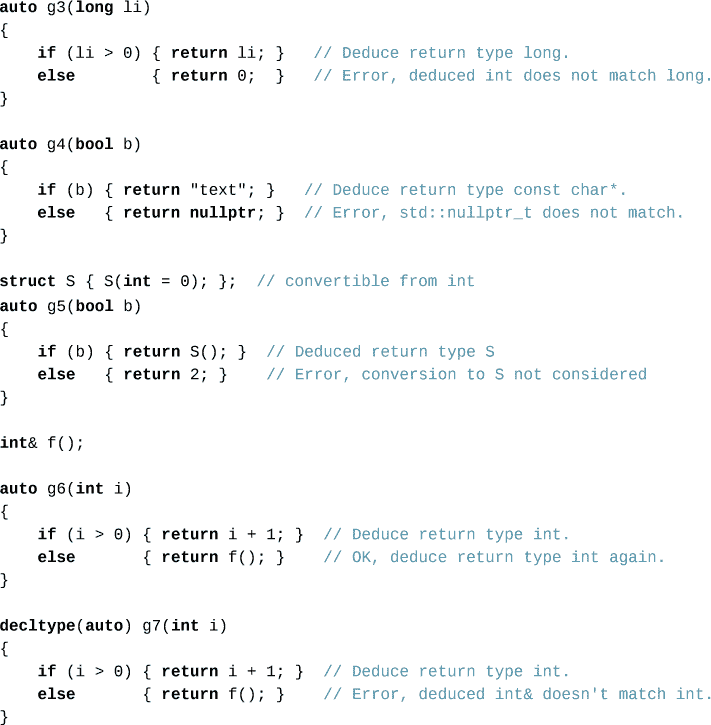 auto g3(long li)
{
    if (li > 0) { return li; }   // Deduce return type long.
    else        { return 0;  }   // Error, deduced int does not match long.
}
auto g4(bool b)
{
    if (b) { return "text"; }   // Deduce return type const char*.
    else   { return nullptr; }  // Error, std::nullptr_t does not match.
}
struct S { S(int = 0); };  // convertible from int
auto g5(bool b)
{
    if (b) { return S(); }  // Deduced return type S
    else   { return 2; }    // Error, conversion to S not considered
}
int& f();
auto g6(int i)
{
    if (i > 0) { return i + 1; }  // Deduce return type int.
    else       { return f(); }    // OK, deduce return type int again.
}
decltype(auto) g7(int i)
{
    if (i > 0) { return i + 1; }  // Deduce return type int.
    else       { return f(); }    // Error, deduced int& doesn't match int.
}